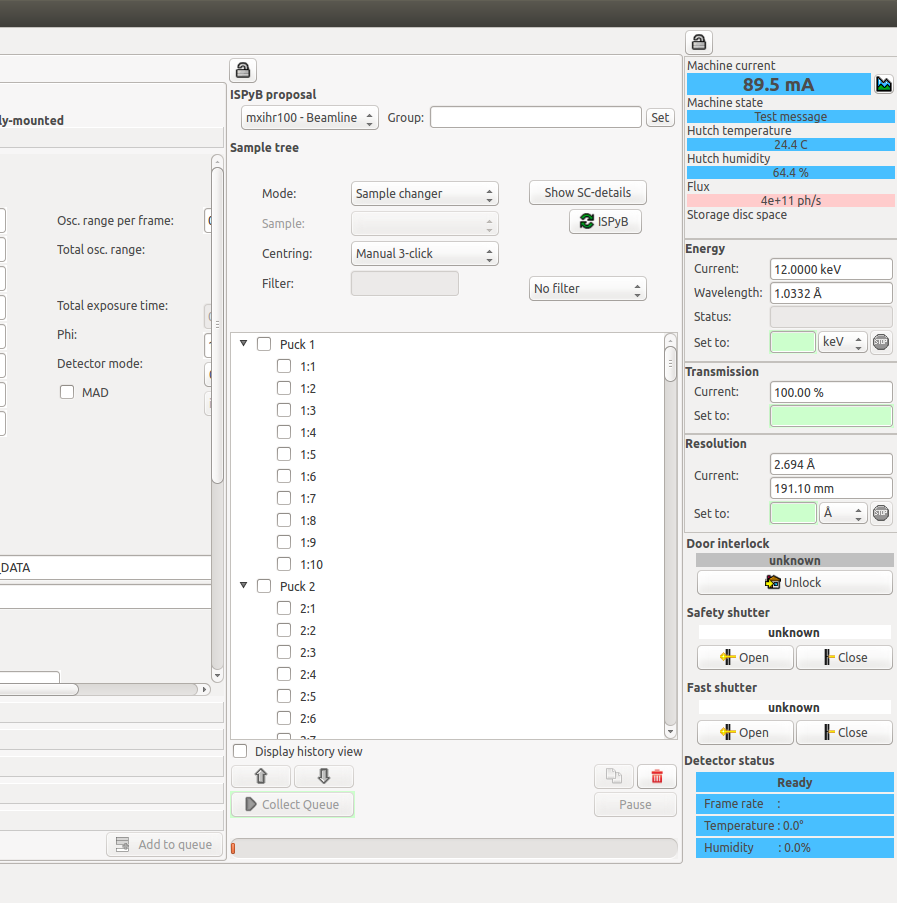 ly-mounted
Osc. range per frame:
Total osc. range:
Total exposure time:
Phi:
Detector mode:
MAD
_DATA
Add to queue
ISPyB proposal
mxihr100 - Beamline
Group:
Set
Sample tree
Mode:
Sample changer
Show SC-details
Sample:
ISPyB
Centring:
Manual 3-click
Filter:
No filter
Puck 1
1:1
1:2
1:3
1:4
1:5
1:6
1:7
1:8
1:9
1:10
Puck 2
2:1
2:2
2:3
2:4
2:5
2:6
2:7
Display history view
Collect Queue
Pause
Machine current
89.5 mA
Machine state
Test message
Hutch temperature
24.4 C
Hutch humidity
64.4 %
Flux
4e+11 ph/s
Storage disc space
Energy
Current:
12.0000 keV
Wavelength:
1.0332 Å
Status:
Set to:
keV
STOP
Transmission
Current:
100.00 %
Set to:
Resolution
Current:
2.694 Å
191.10 mm
Set to:
Å
STOP
Door interlock
unknown
Unlock
Safety shutter
unknown
Open
Close
Fast shutter
unknown
Open
Close
Detector status
Ready
Frame rate :
Temperature : 0.0°
Humidity : 0.0%